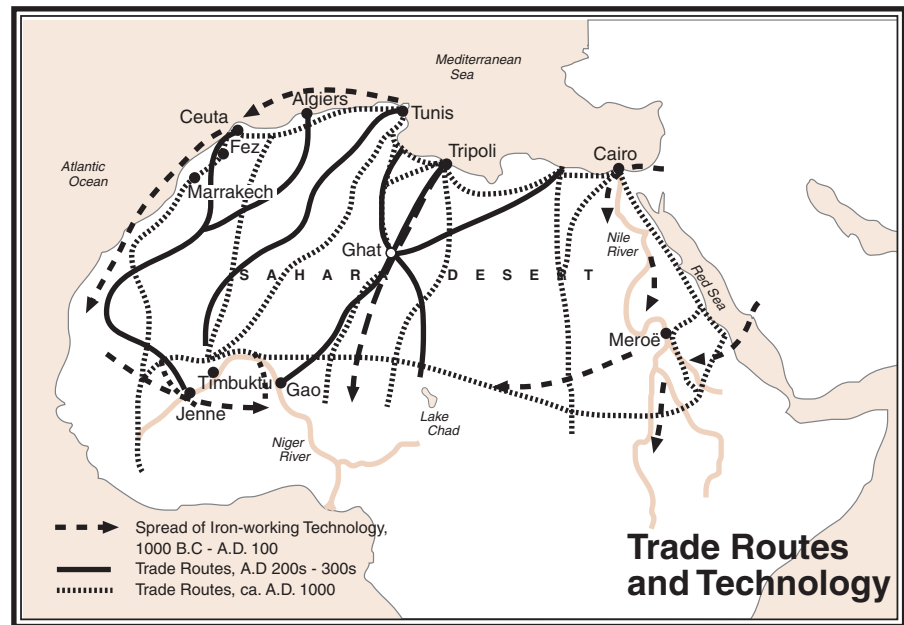 Mediterranean
Sea
Algiers
Tunis
Ceuta
Fez
Tripoli
Cairo
Atlantic
Ocean
Marrakech
Ghat
Nile
River
SAHARA DESERT
Red Sea
Meroë
Timbuktu
Gao
Jenne
Lake
Chad
Niger
River
Spread of Iron-working Technology,
1000 B.C - A.D. 100
Trade Routes, A.D 200s - 300s
Trade Routes, ca. A.D. 1000
Trade Routes
and Technology